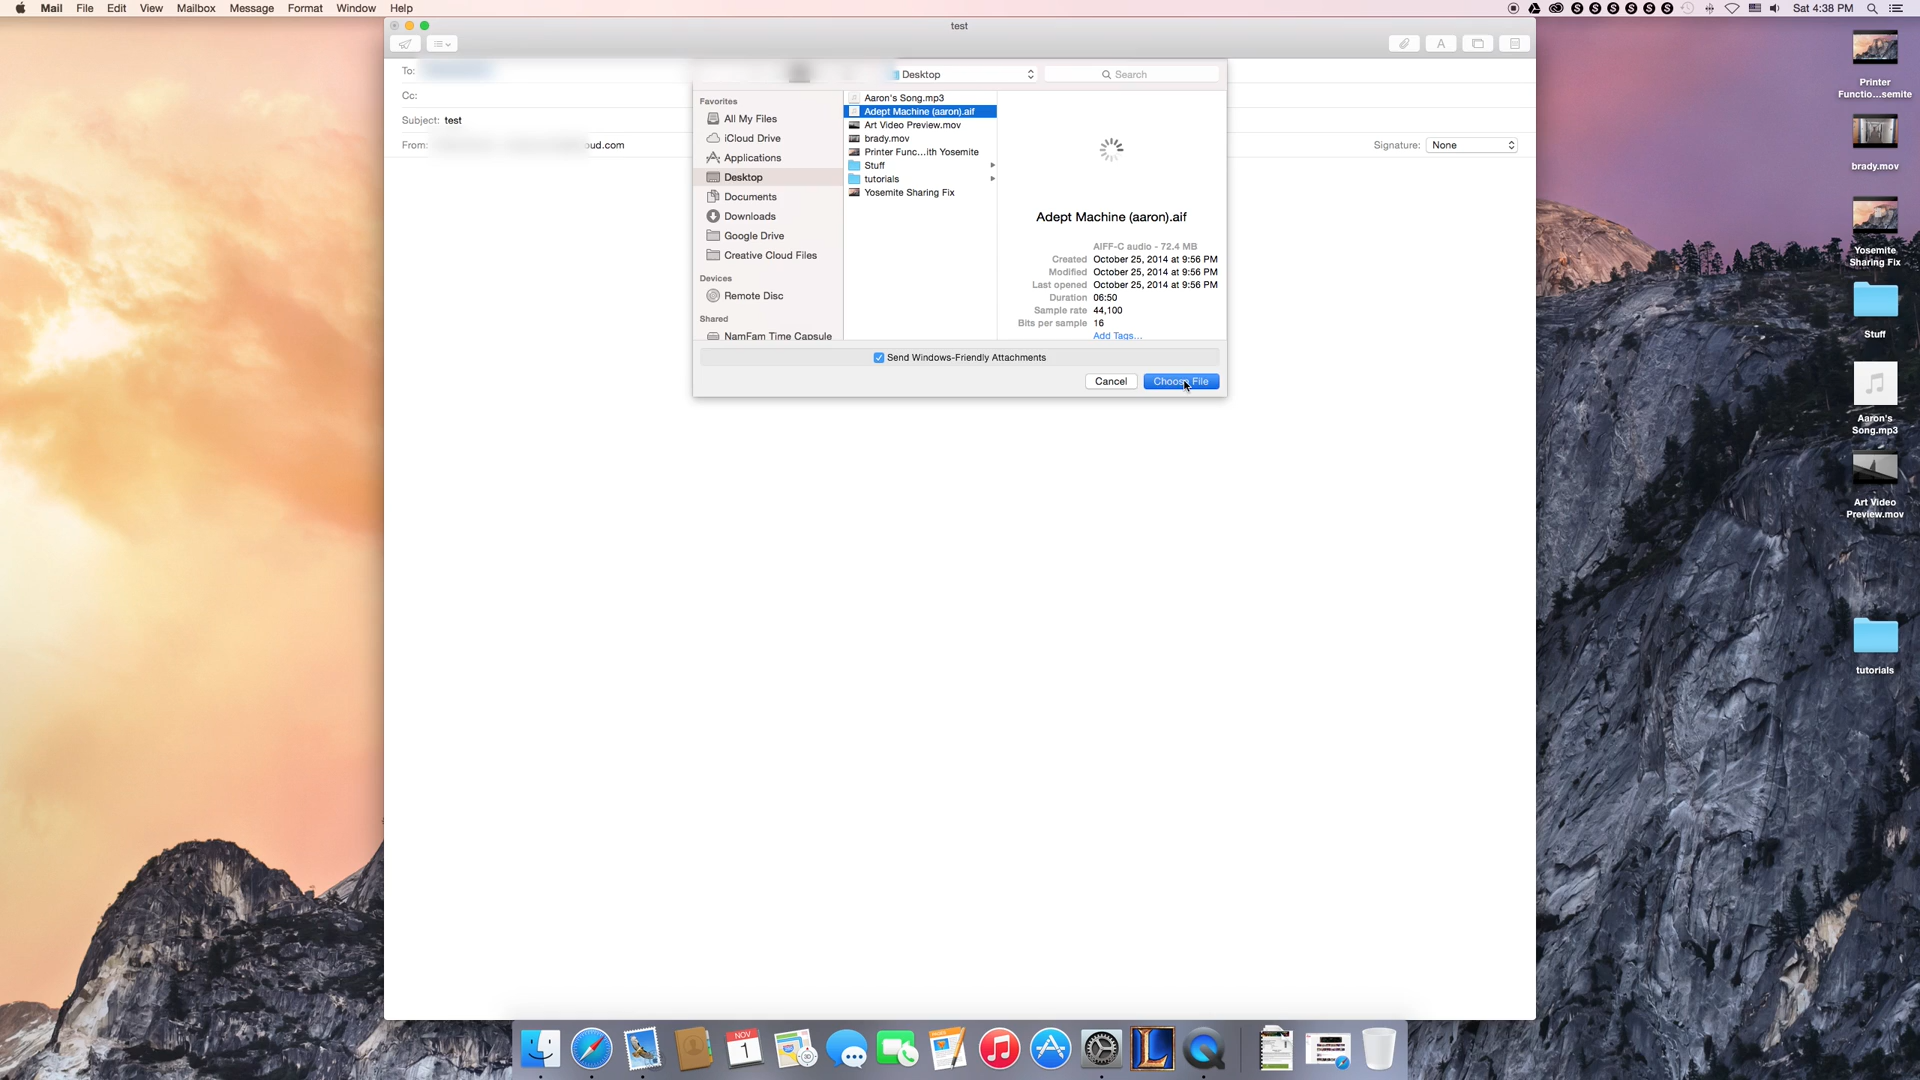 Mail File Edit View Mailbox Message Format Window Help
Sat 4:38 PM
test
To:
Cc:
Subject: test
From:
oud.com
Signature: None
Desktop
Search
Favorites
All My Files
iCloud Drive
Applications
Desktop
Documents
Downloads
Google Drive
Creative Cloud Files
Devices
Remote Disc
Shared
NamFam Time Capsule
Aaron's Song.mp3
Adept Machine (aaron).aif
Art Video Preview.mov
brady.mov
Printer Func...ith Yosemite
Stuff
tutorials
Yosemite Sharing Fix
Adept Machine (aaron).aif
AIFF-C audio - 72.4 MB
Created October 25, 2014 at 9:56 PM
Modified October 25, 2014 at 9:56 PM
Last opened October 25, 2014 at 9:56 PM
Duration 06:50
Sample rate 44,100
Bits per sample 16
Add Tags...
Send Windows-Friendly Attachments
Cancel
Choose File
Printer
Functio...semite
brady.mov
Yosemite
Sharing Fix
Stuff
Aaron's
Song.mp3
Art Video
Preview.mov
tutorials
NOV
1